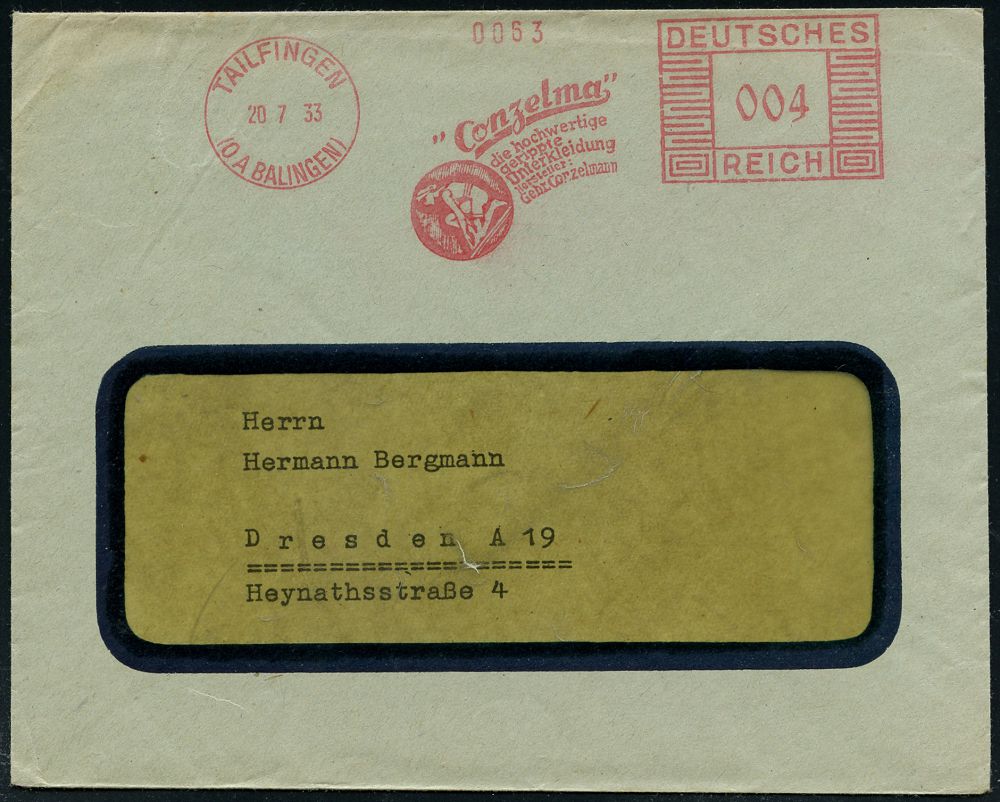 TAILFINGEN
20 7 33
(O.A BALINGEN)
0063
„Conzelma"
die hochwertige
gerippte
Unterkleidung
Hersteller:
Gebr. Conzelmann
DEUTSCHES
004
REICH
Herrn
Hermann Bergmann
Dresden A 19
====================
Heynathsstraße 4